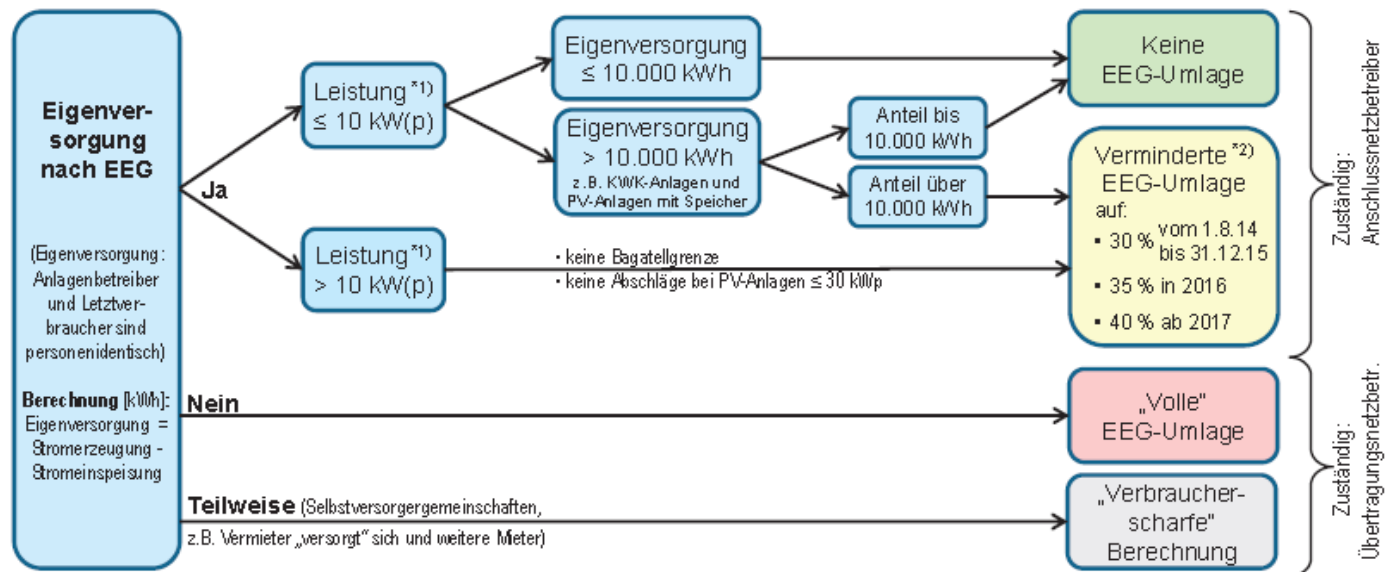 Eigenver-
sorgung
nach EEG
(Eigenversorgung:
Anlagenbetreiber
und Letztver-
braucher sind
personenidentisch)
Berechnung [kWh]:
Eigenversorgung =
Stromerzeugung -
Stromeinspeisung
Ja
Leistung *1)
≤ 10 kW(p)
Eigenversorgung
≤ 10.000 kWh
Eigenversorgung
> 10.000 kWh
z.B. KWK-Anlagen und
PV-Anlagen mit Speicher
Anteil bis
10.000 kWh
Anteil über
10.000 kWh
Keine
EEG-Umlage
Leistung *1)
> 10 kW(p)
• keine Bagatellgrenze
• keine Abschläge bei PV-Anlagen ≤ 30 kWp
Verminderte *2)
EEG-Umlage
auf:
▪ 30 % vom 1.8.14
bis 31.12.15
▪ 35 % in 2016
▪ 40 % ab 2017
Nein
„Volle“
EEG-Umlage
Teilweise (Selbstversorgergemeinschaften,
z.B. Vermieter „versorgt“ sich und weitere Mieter)
„Verbraucher-
scharfe“
Berechnung
Zuständig:
Anschlussnetzbetreiber
Zuständig:
Übertragungsnetzbetr.